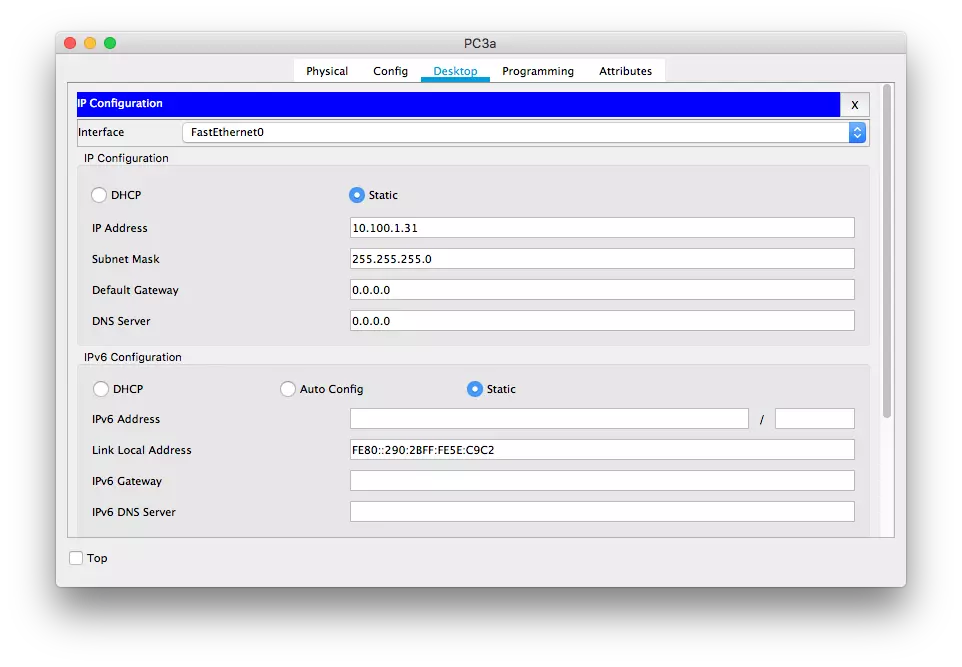 PC3a
Physical Config Desktop Programming Attributes
IP Configuration X
Interface FastEthernet0
IP Configuration
DHCP Static
IP Address 10.100.1.31
Subnet Mask 255.255.255.0
Default Gateway 0.0.0.0
DNS Server 0.0.0.0
IPv6 Configuration
DHCP Auto Config Static
IPv6 Address /
Link Local Address FE80::290:2BFF:FE5E:C9C2
IPv6 Gateway
IPv6 DNS Server
Top